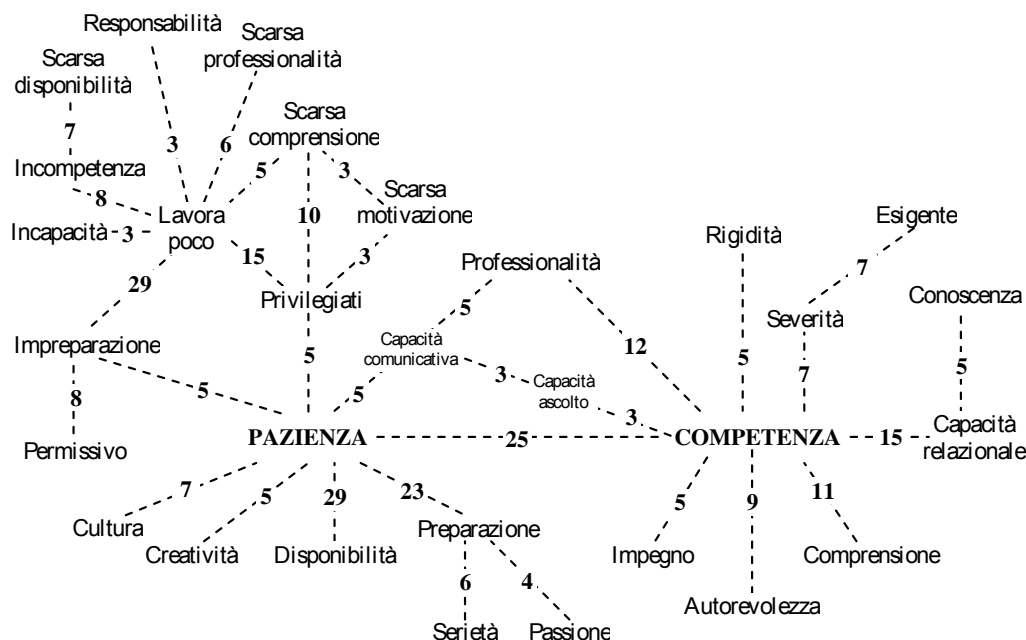 Responsabilità
Scarsa
professionalità
Scarsa
disponibilità
Scarsa
comprensione
7
3
6
5
3
Incompetenza
Scarsa
motivazione
8
10
Lavora
poco
Incapacità
3
Esigente
Rigidità
15
3
Professionalità
7
29
Privilegiati
Conoscenza
5
Severità
Impreparazione
Capacità
comunicativa
12
5
5
7
5
8
5
5
3
Capacità
ascolto
3
Permissivo
PAZIENZA
25
COMPETENZA
15
Capacità
relazionale
7
5
29
23
5
9
11
Cultura
Creatività
Disponibilità
Preparazione
Impegno
Comprensione
6
4
Autorevolezza
Serietà
Passione